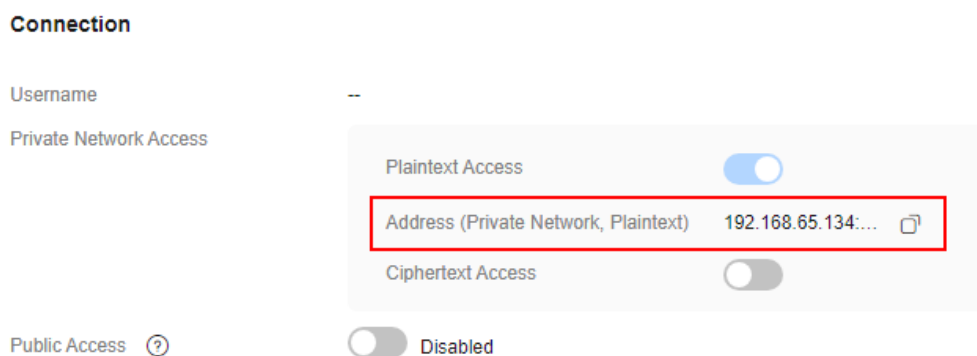 Connection
Username --
Private Network Access
Plaintext Access
Address (Private Network, Plaintext) 192.168.65.134:...
Ciphertext Access
Public Access ? Disabled